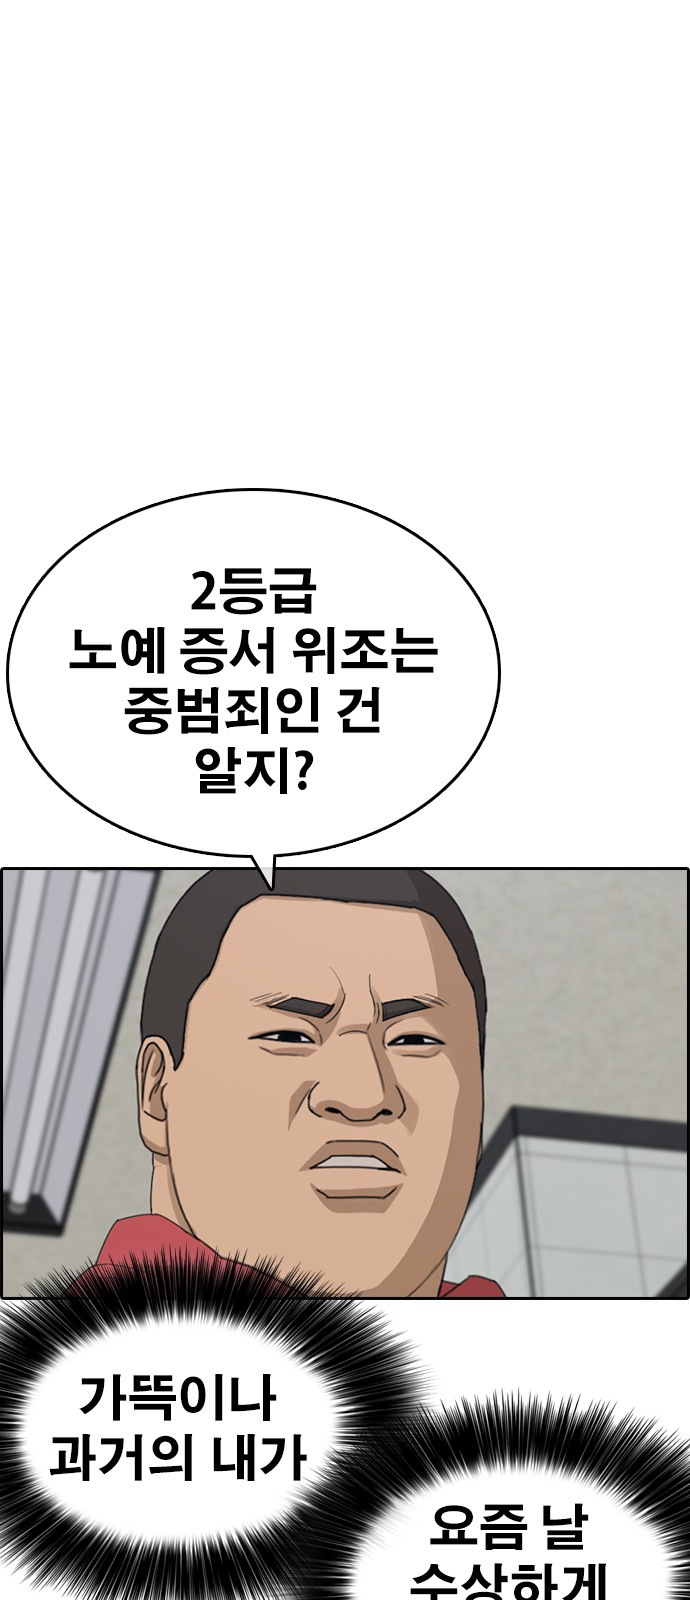 2등급
노예 증서 위조는
중범죄인 건
알지?
가뜩이나
과거의 내가
요즘 날
수상하게